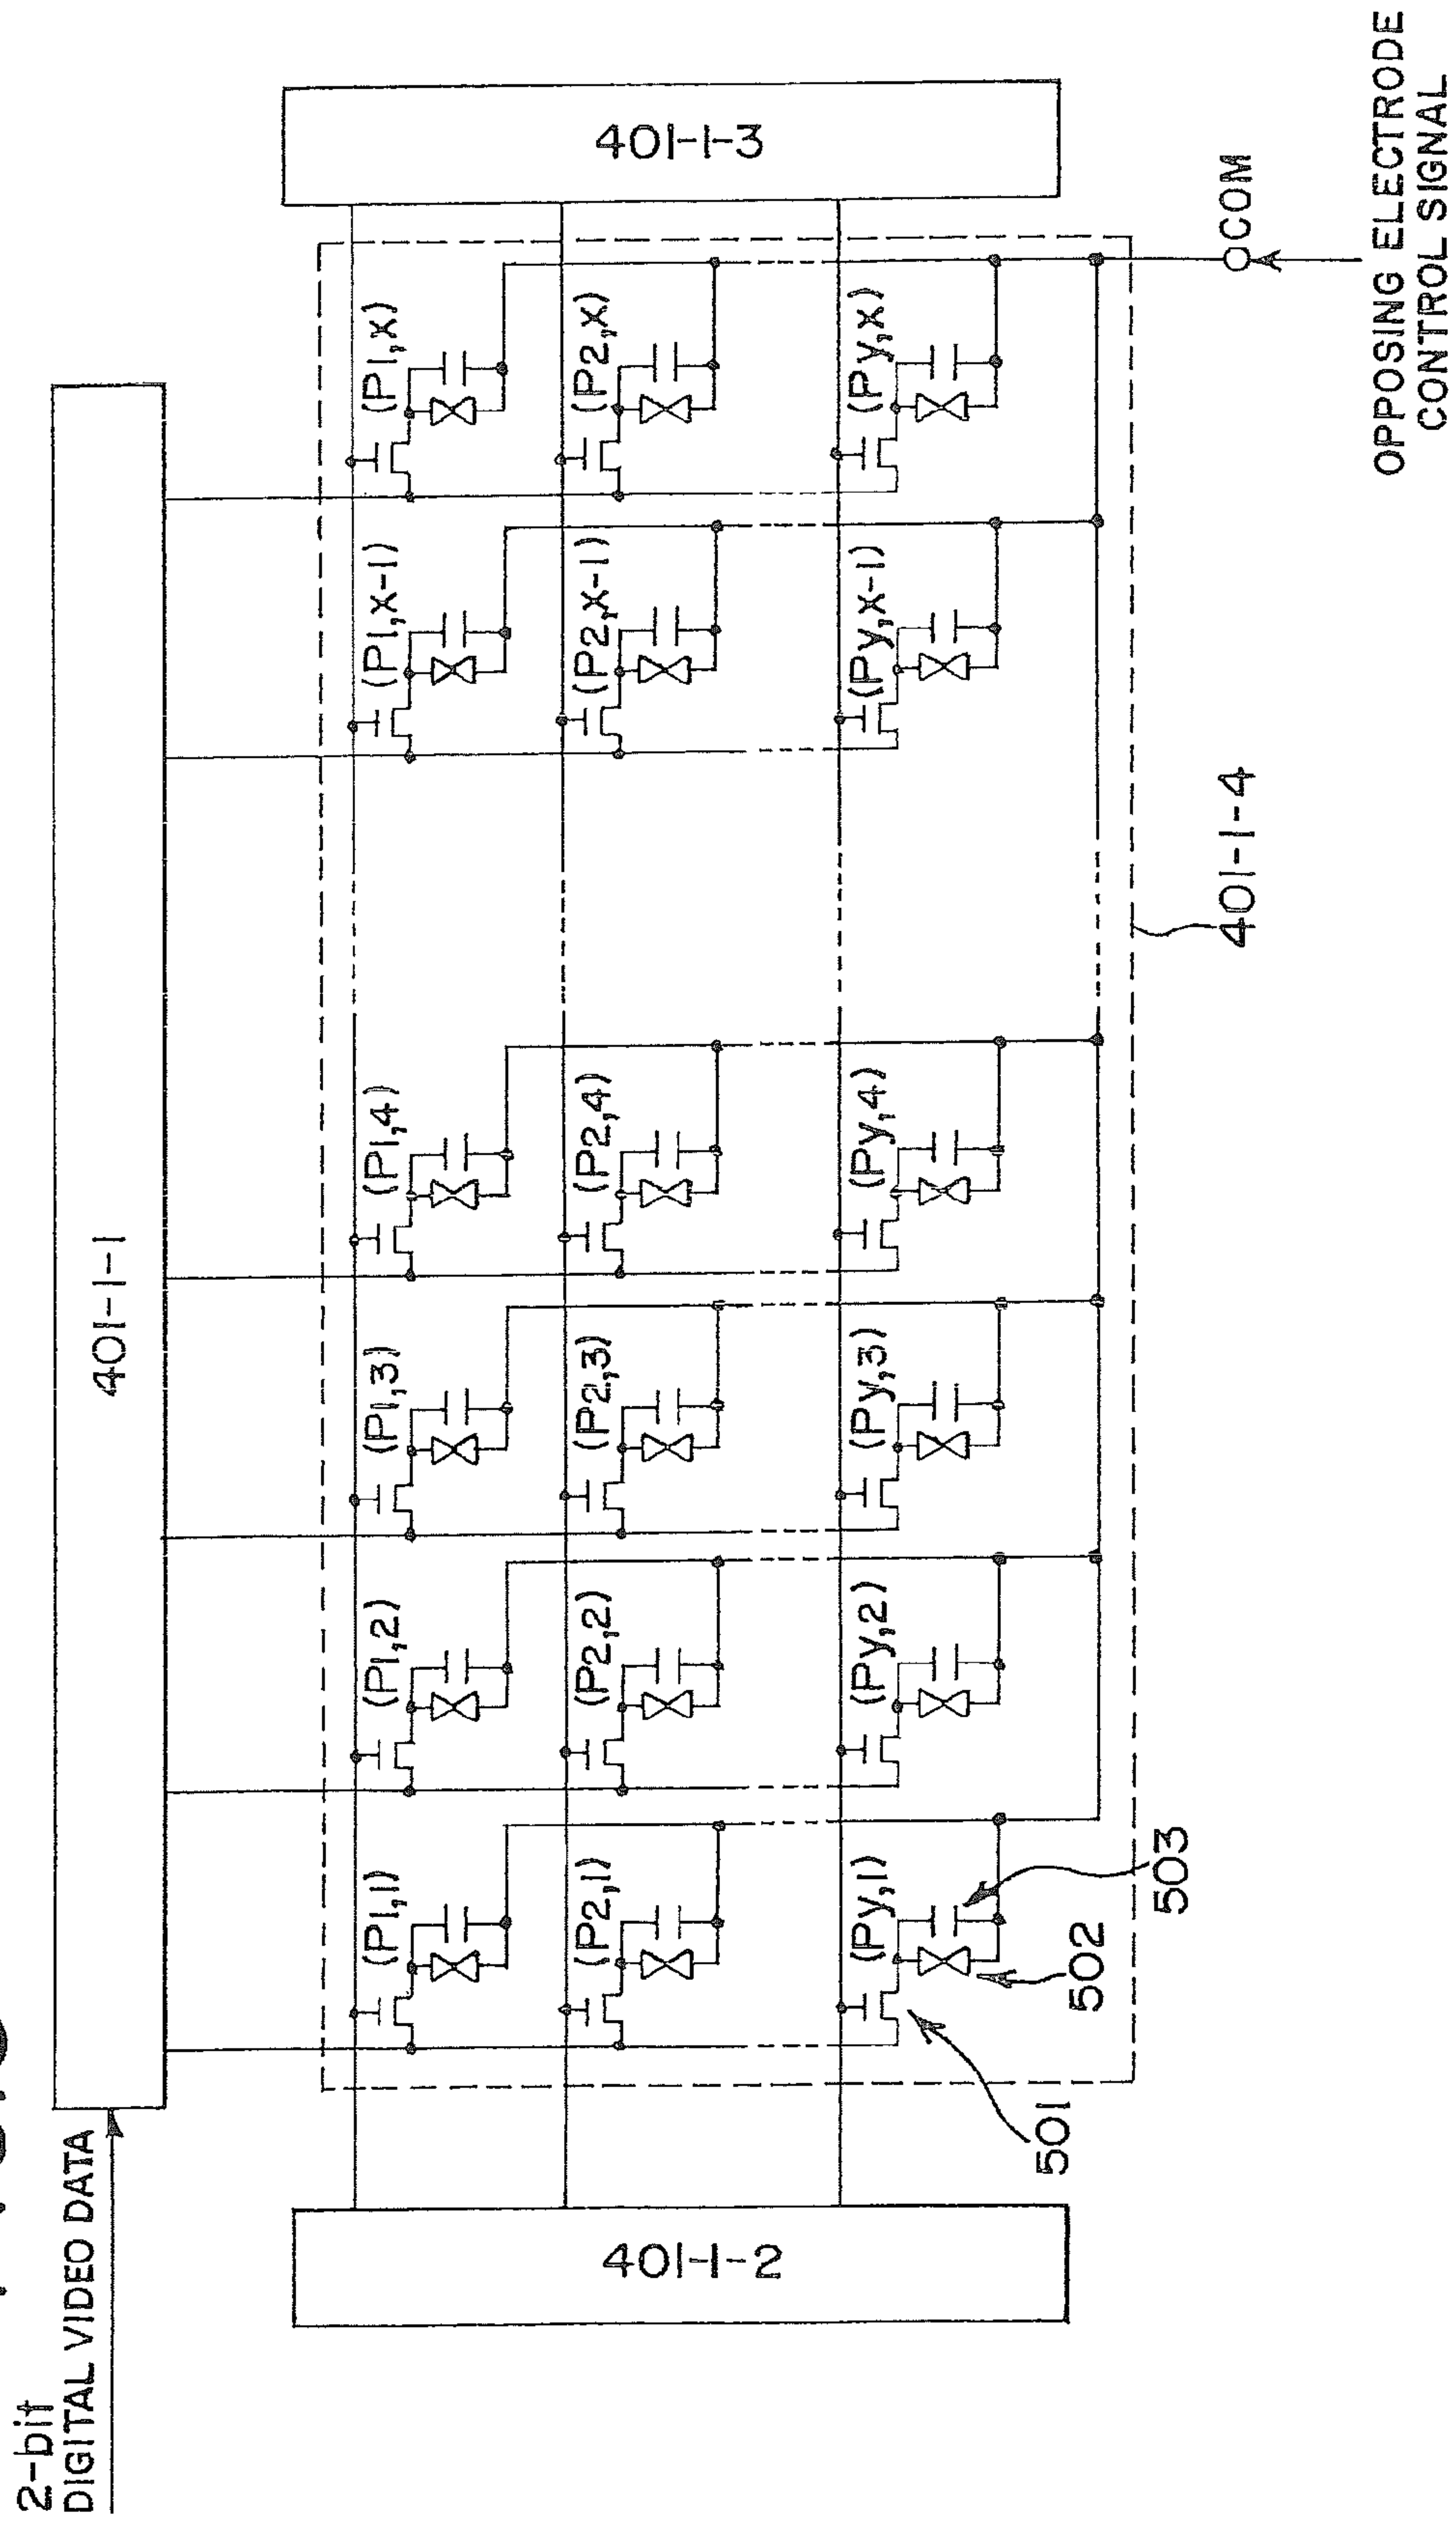 2-bit
DIGITAL VIDEO DATA
401-1-1
401-1-2
401-1-3
(P1,1)
(P1,2)
(P1,3)
(P1,4)
(P1,x-1)
(P1,x)
(P2,1)
(P2,2)
(P2,3)
(P2,4)
(P2,x-1)
(P2,x)
(Py,1)
(Py,2)
(Py,3)
(Py,4)
(Py,x-1)
(Py,x)
501
502
503
401-1-4
COM
OPPOSING ELECTRODE
CONTROL SIGNAL